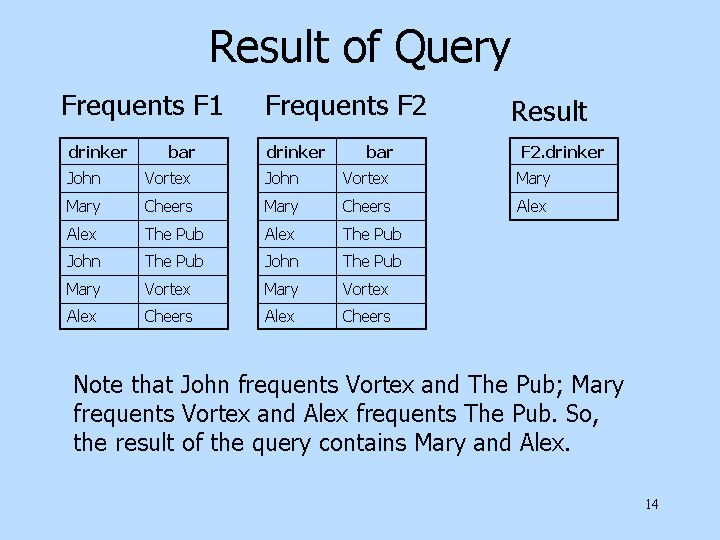 Result of Query
Frequents F1 Frequents F2 Result
drinker bar drinker bar F2.drinker
John Vortex John Vortex Mary
Mary Cheers Mary Cheers Alex
Alex The Pub Alex The Pub
John The Pub John The Pub
Mary Vortex Mary Vortex
Alex Cheers Alex Cheers
Note that John frequents Vortex and The Pub; Mary
frequents Vortex and Alex frequents The Pub. So,
the result of the query contains Mary and Alex.
14